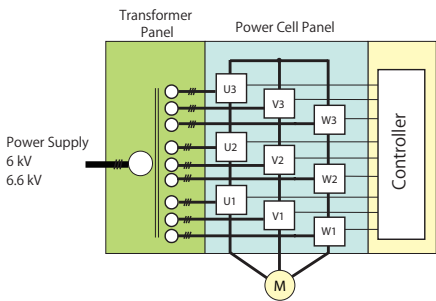 Transformer
Panel
Power Cell Panel
Power Supply
6 kV
6.6 kV
U3
V3
W3
U2
V2
W2
U1
V1
W1
Controller
M